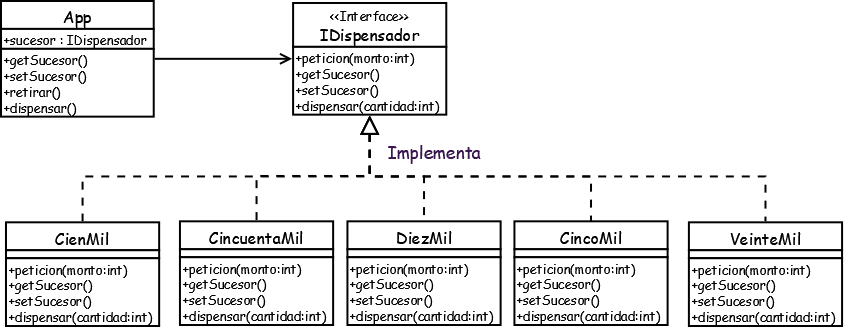 App
+sucesor : IDispensador
+getSucesor()
+setSucesor()
+retirar()
+dispensar()
<<Interface>>
IDispensador
+peticion(monto:int)
+getSucesor()
+setSucesor()
+dispensar(cantidad:int)
Implementa
CienMil
+peticion(monto:int)
+getSucesor()
+setSucesor()
+dispensar(cantidad:int)
CincuentaMil
+peticion(monto:int)
+getSucesor()
+setSucesor()
+dispensar(cantidad:int)
DiezMil
+peticion(monto:int)
+getSucesor()
+setSucesor()
+dispensar(cantidad:int)
CincoMil
+peticion(monto:int)
+getSucesor()
+setSucesor()
+dispensar(cantidad:int)
VeinteMil
+peticion(monto:int)
+getSucesor()
+setSucesor()
+dispensar(cantidad:int)